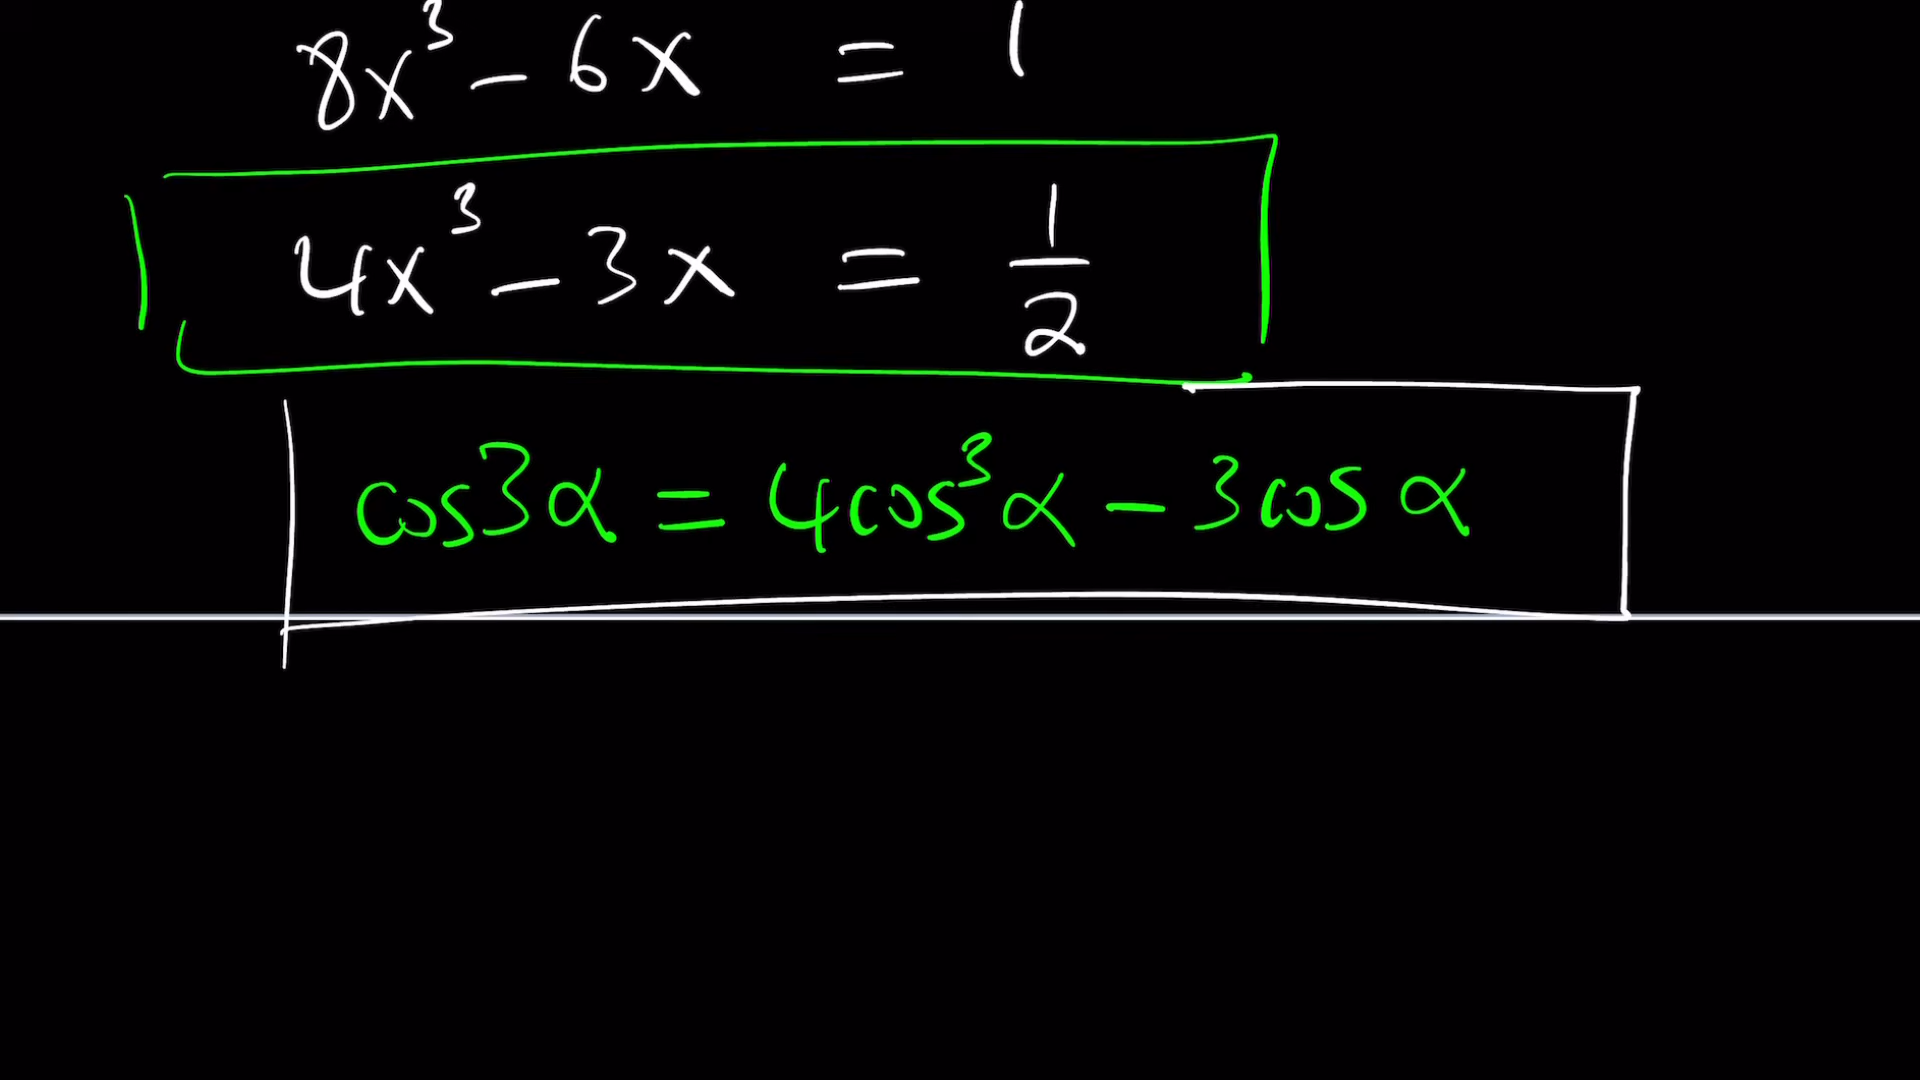 8x³ - 6x = 1
4x³ - 3x = 1/2
cos3α = 4cos³α - 3cosα